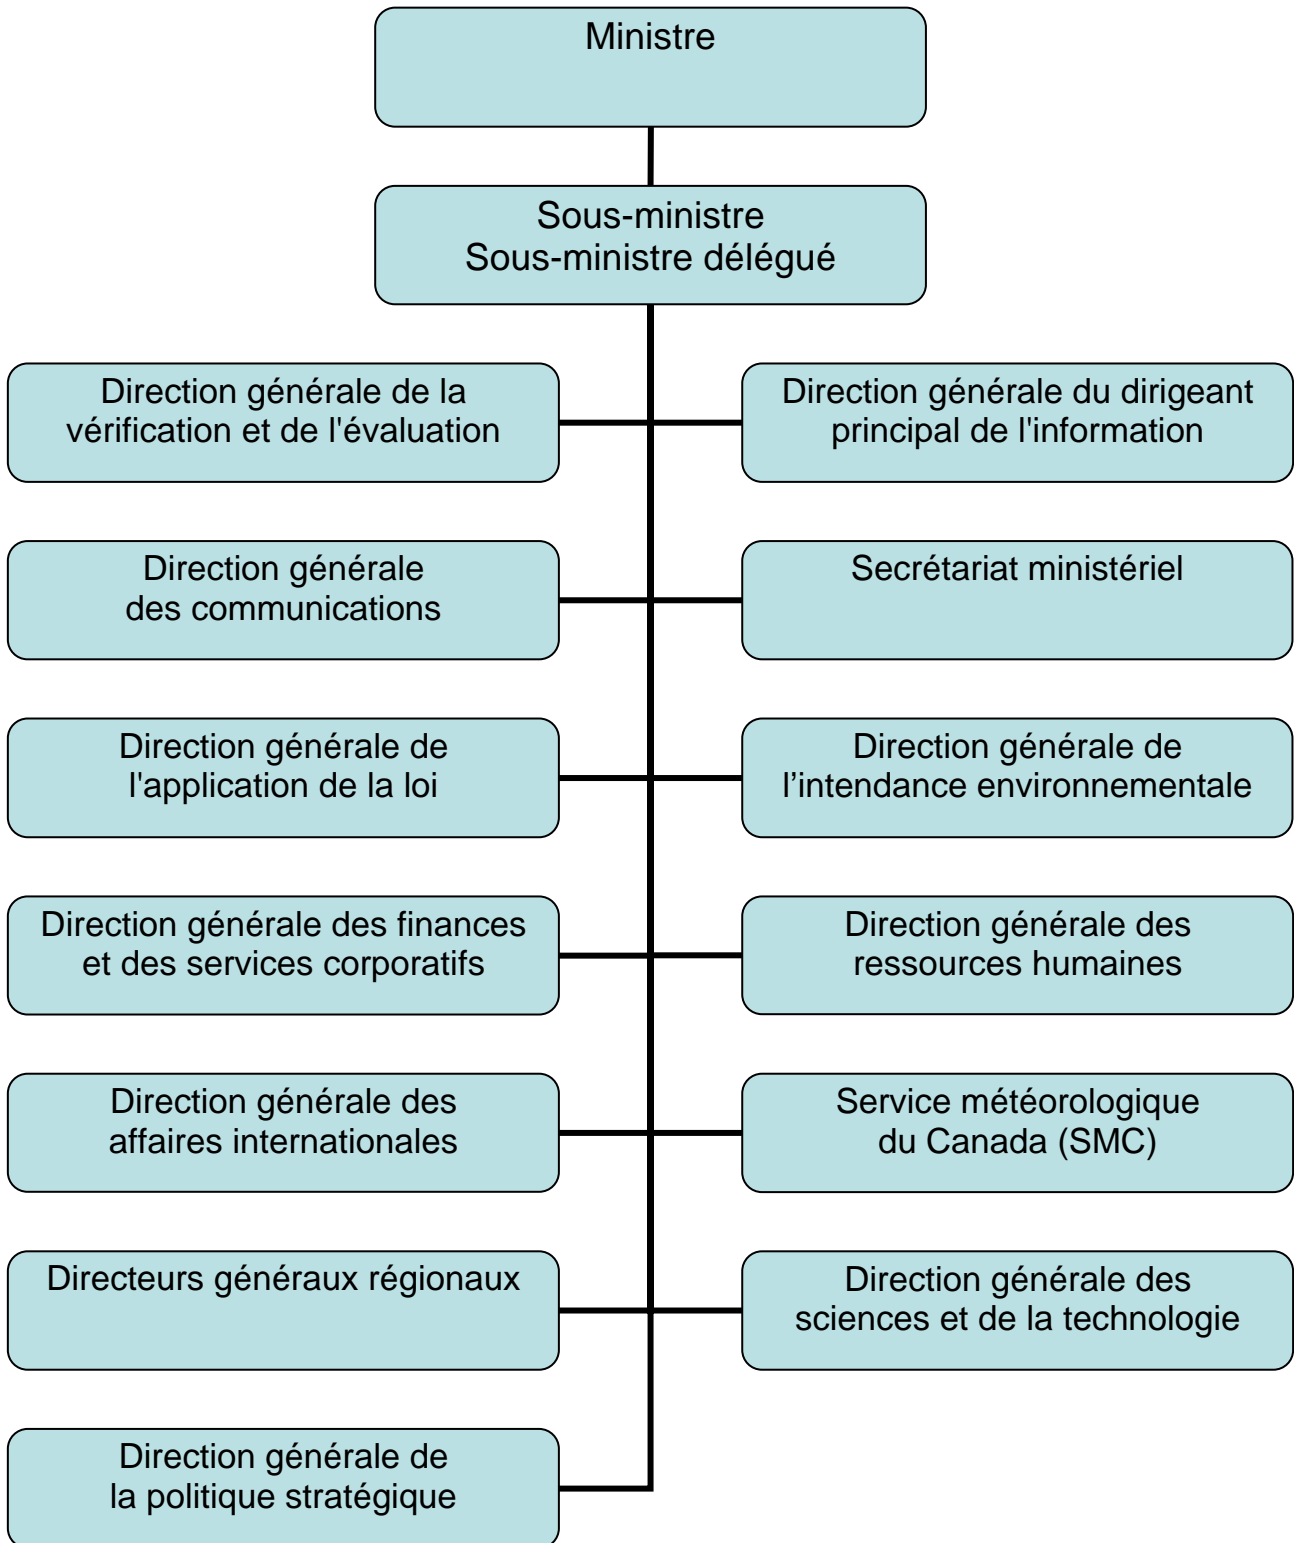 Ministre
Sous-ministre
Sous-ministre délégué
Direction générale de la
vérification et de l'évaluation
Direction générale du dirigeant
principal de l'information
Direction générale
des communications
Secrétariat ministériel
Direction générale de
l'application de la loi
Direction générale de
l’intendance environnementale
Direction générale des finances
et des services corporatifs
Direction générale des
ressources humaines
Direction générale des
affaires internationales
Service météorologique
du Canada (SMC)
Directeurs généraux régionaux
Direction générale des
sciences et de la technologie
Direction générale de
la politique stratégique